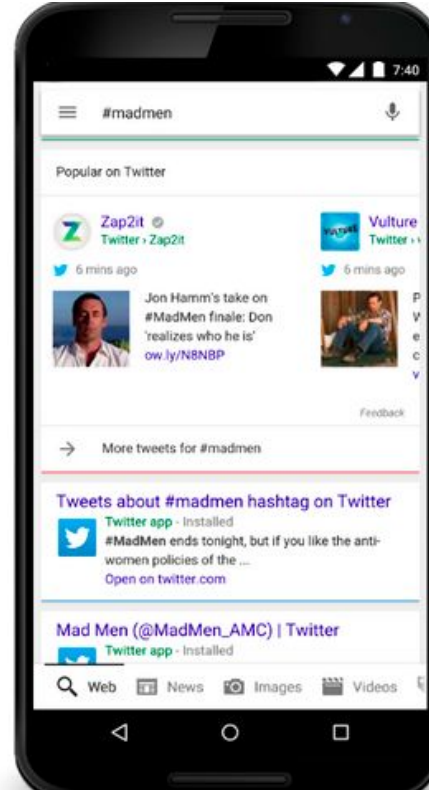 7:40
#madmen
Popular on Twitter
Zap2it
Twitter › Zap2it
6 mins ago
Jon Hamm's take on
#MadMen finale: Don
'realizes who he is'
ow.ly/N8NBP
VULTURE
Vulture
Twitter ›
6 mins ago
Feedback
More tweets for #madmen
Tweets about #madmen hashtag on Twitter
Twitter app - Installed
#MadMen ends tonight, but if you like the anti-
women policies of the ...
Open on twitter.com
Mad Men (@MadMen_AMC) | Twitter
Twitter app - Installed
Web News Images Videos